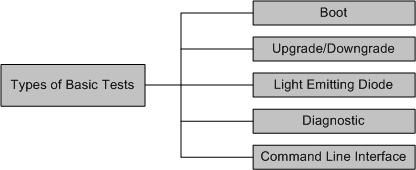 Types of Basic Tests
Boot
Upgrade/Downgrade
Light Emitting Diode
Diagnostic
Command Line Interface